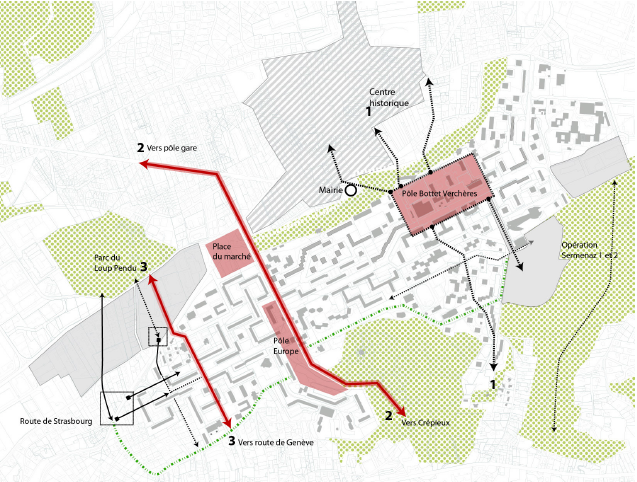 Centre
historique
1
2 Vers pôle gare
Mairie
Pôle Bottet Verchères
Place
du marché
Opération
Sermenaz 1 et 2
Parc du
Loup Pendu
3
Pôle
Europe
1
2
Vers Crépieux
Route de Strasbourg
3 Vers route de Genève